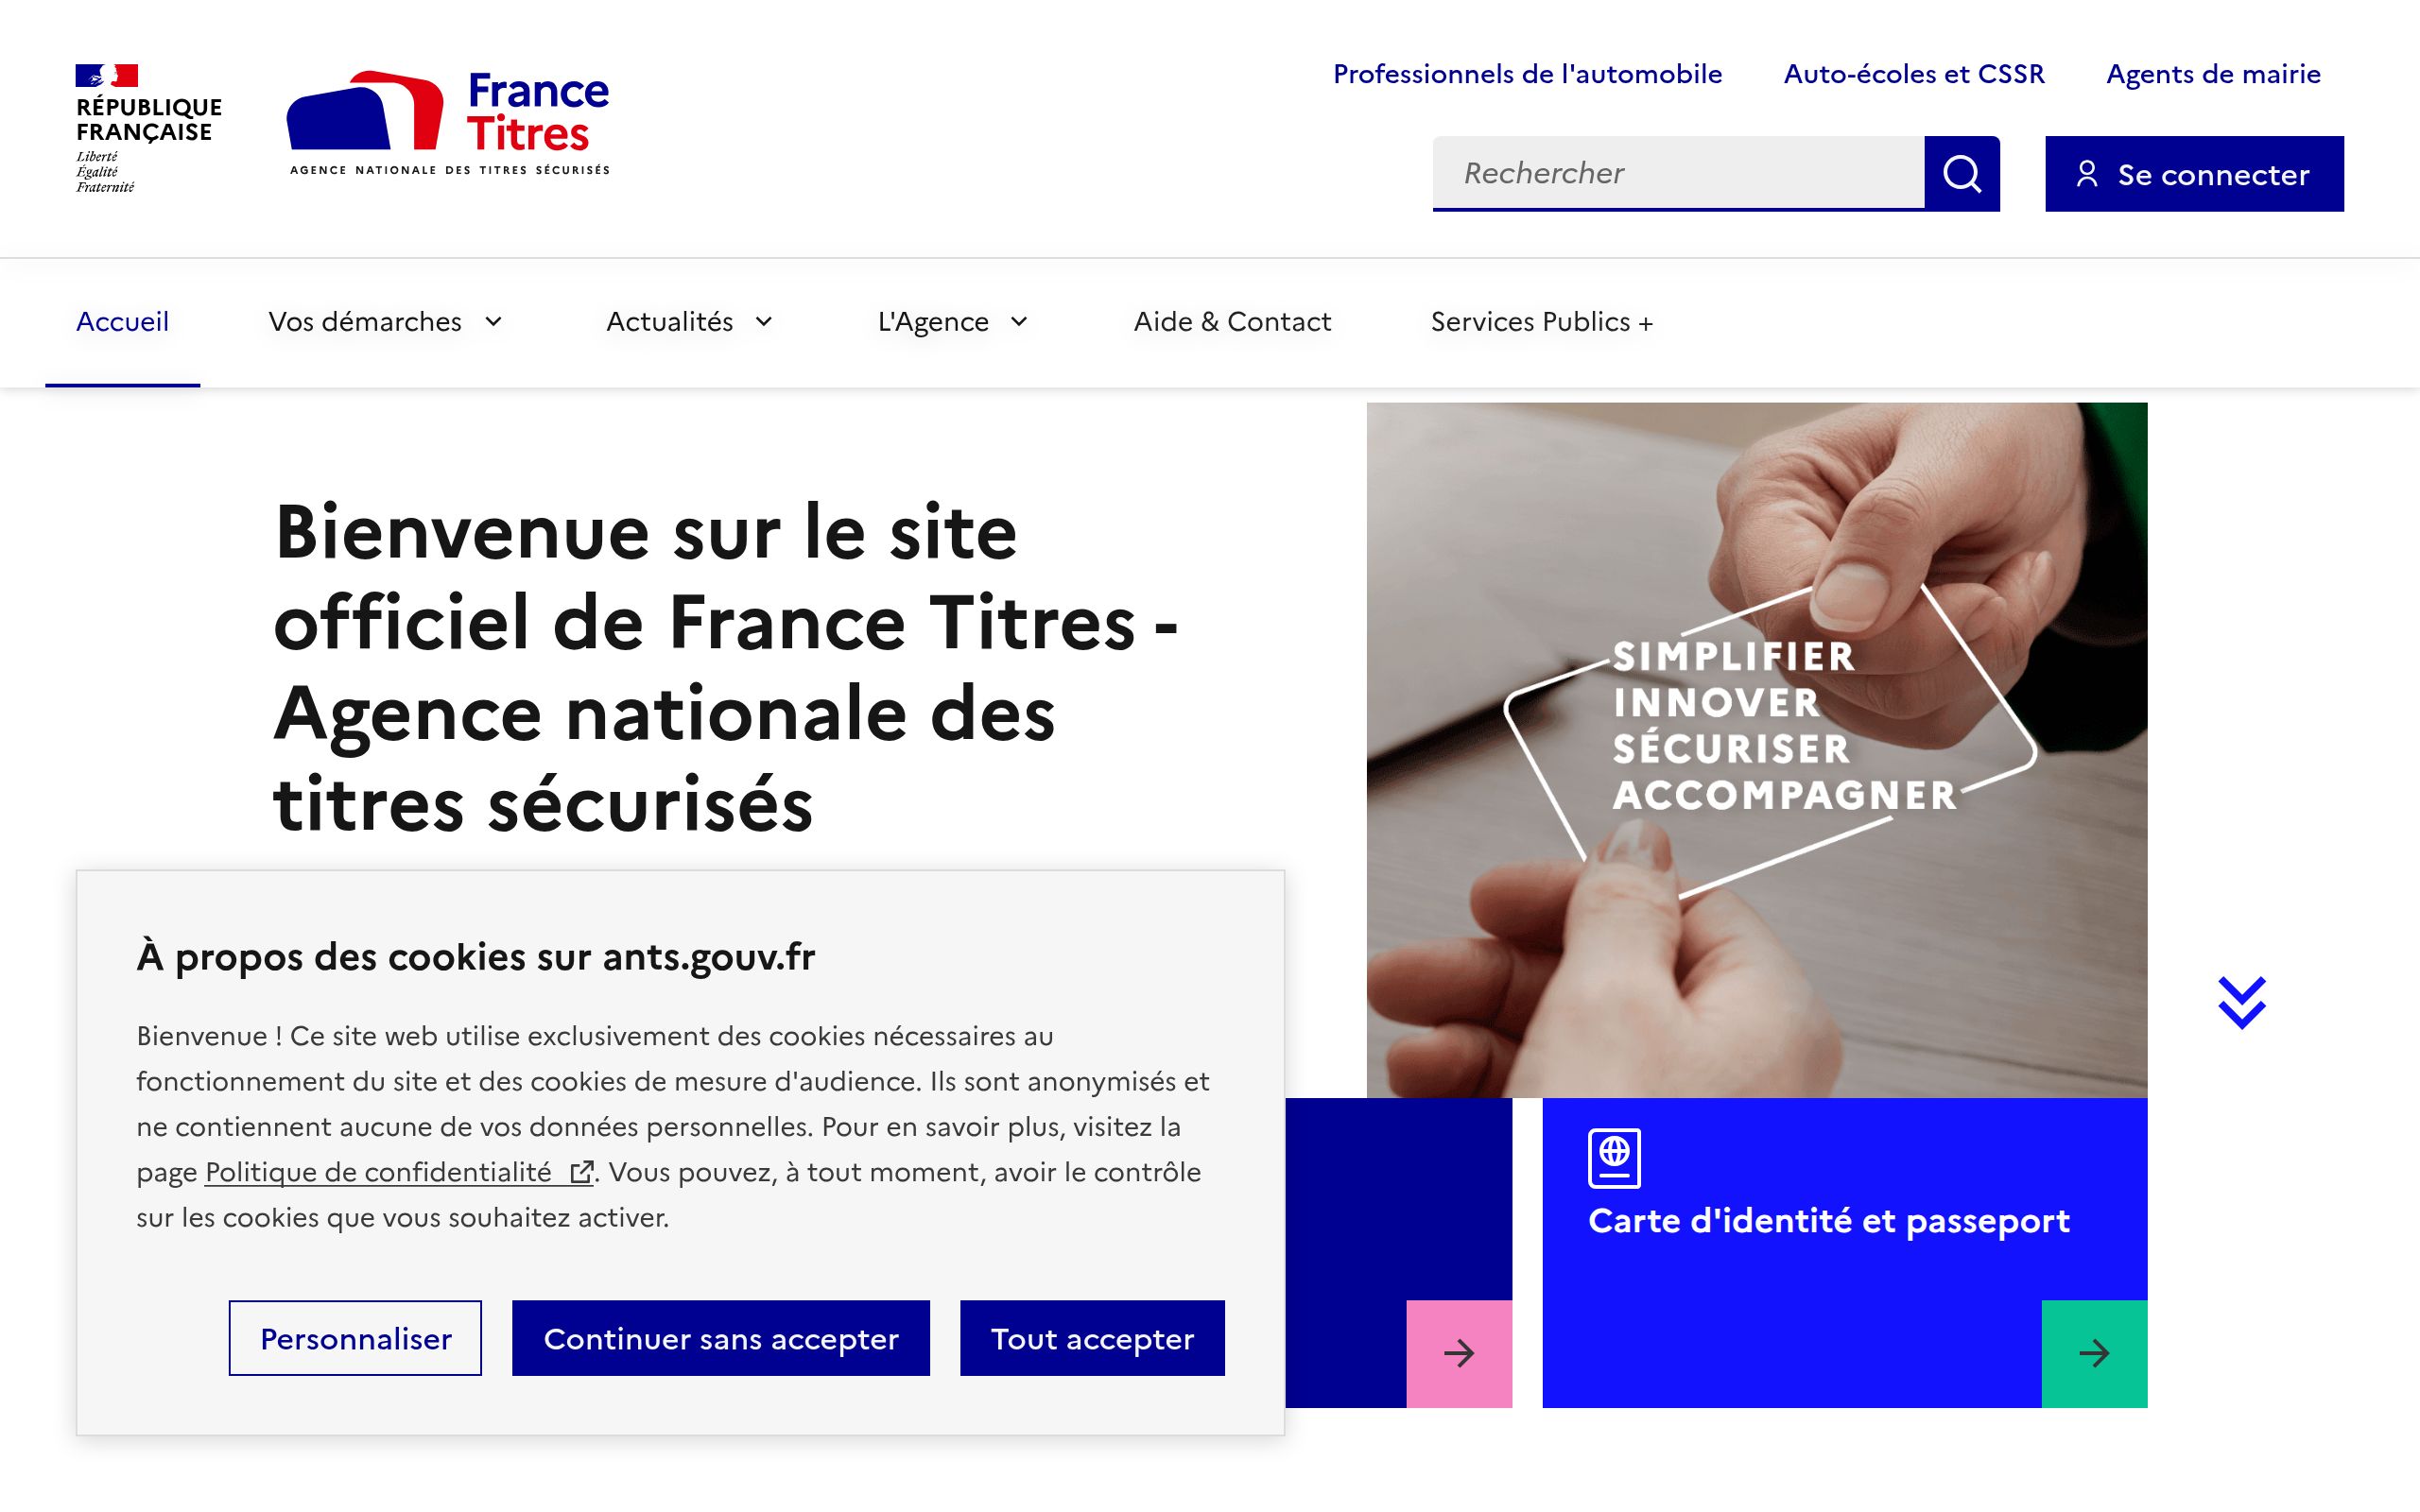 RÉPUBLIQUE
FRANÇAISE
Liberté
Égalité
Fraternité
France
Titres
AGENCE NATIONALE DES TITRES SÉCURISÉS
Professionnels de l'automobile
Auto-écoles et CSSR
Agents de mairie
Rechercher
Se connecter
Accueil
Vos démarches
Actualités
L'Agence
Aide & Contact
Services Publics +
Bienvenue sur le site
officiel de France Titres -
Agence nationale des
titres sécurisés
SIMPLIFIER
INNOVER
SÉCURISER
ACCOMPAGNER
À propos des cookies sur ants.gouv.fr
Bienvenue ! Ce site web utilise exclusivement des cookies nécessaires au
fonctionnement du site et des cookies de mesure d'audience. Ils sont anonymisés et
ne contiennent aucune de vos données personnelles. Pour en savoir plus, visitez la
page Politique de confidentialité . Vous pouvez, à tout moment, avoir le contrôle
sur les cookies que vous souhaitez activer.
Personnaliser
Continuer sans accepter
Tout accepter
Carte d'identité et passeport